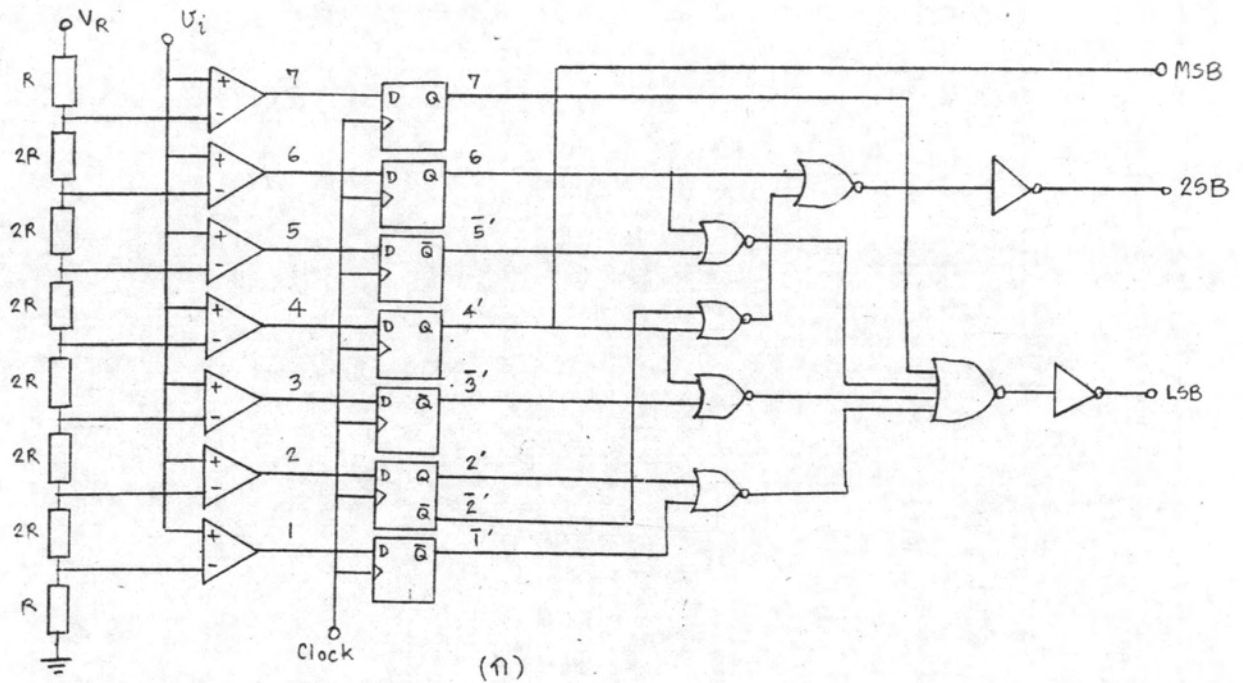 V_R
U_i
R
2R
2R
2R
2R
2R
2R
R
+
-
7
+
-
6
+
-
5
+
-
4
+
-
3
+
-
2
+
-
1
D Q 7
D Q 6
D Q̅ 5̅'
D Q 4'
D Q̅ 3̅'
D Q 2'
Q̅ 2̅'
D Q̅ 1̅'
Clock
MSB
2SB
LSB
(ก)